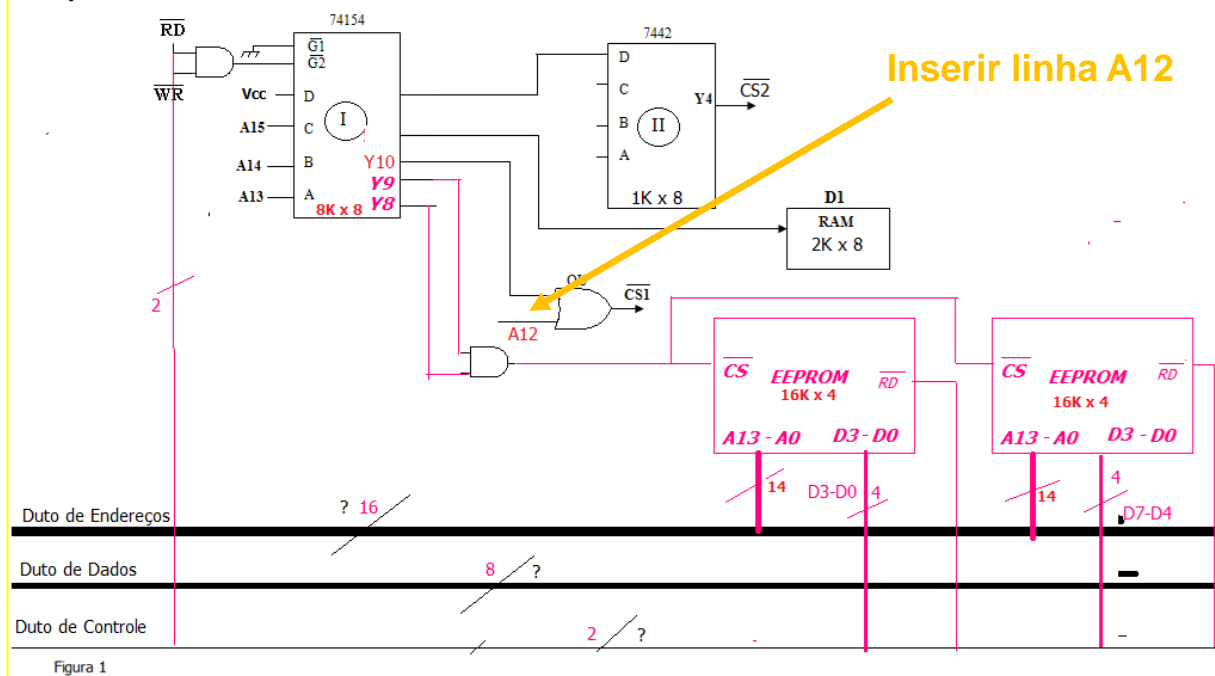 74154
7442
RD
G1
G2
WR
Vcc
D
A15
C
I
A14
B
Y10
Y9
A13
A
8K x 8
Y8
D
C
B
II
A
Y4
CS2
1K x 8
Inserir linha A12
D1
RAM
2K x 8
2
OU
CS1
A12
CS
EEPROM
RD
16K x 4
A13 - A0
D3 - D0
CS
EEPROM
RD
16K x 4
A13 - A0
D3 - D0
14
D3-D0
4
14
4
D7-D4
Duto de Endereços
? 16
Duto de Dados
8
?
Duto de Controle
2
?
Figura 1